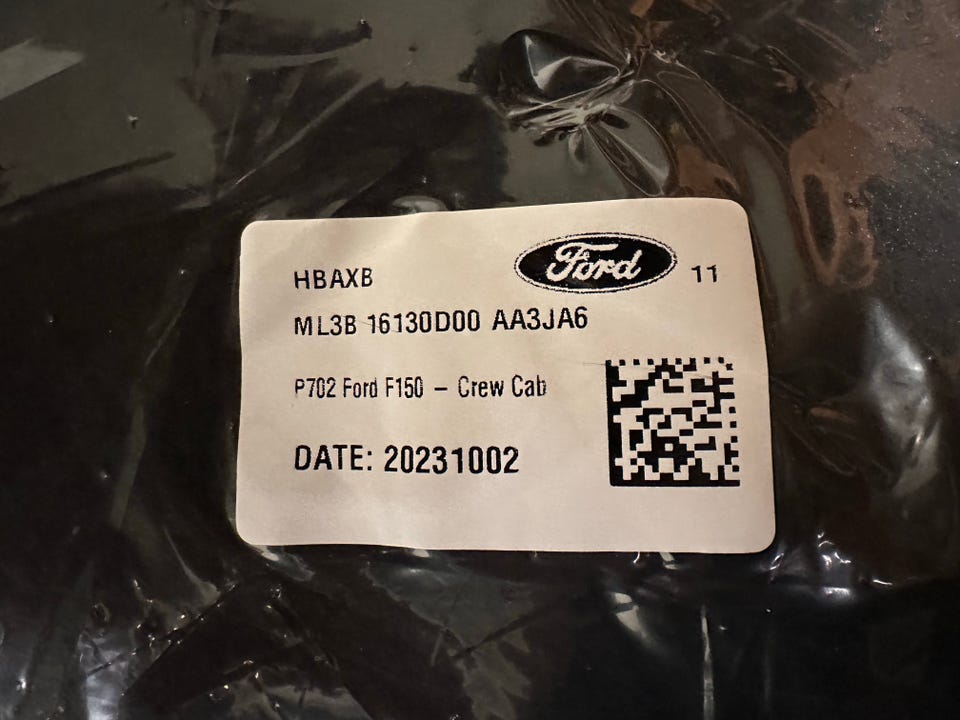 HBAXB
Ford
11
ML3B 16130D00 AA3JA6
P702 Ford F150 – Crew Cab
DATE: 20231002